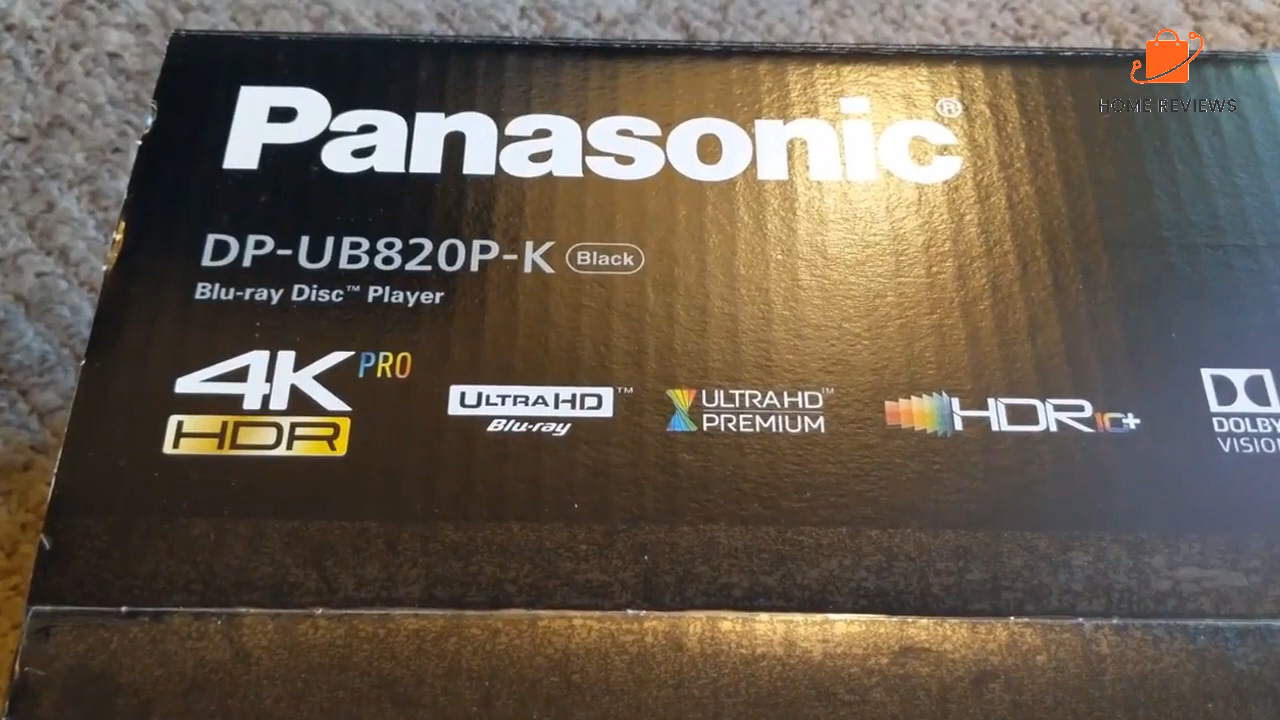 Panasonic®
DP-UB820P-K Black
Blu-ray Disc™ Player
4K PRO
HDR
ULTRA HD™
Blu-ray
ULTRA HD™
PREMIUM
HDR10+
DOLBY
VISION
HOME REVIEWS